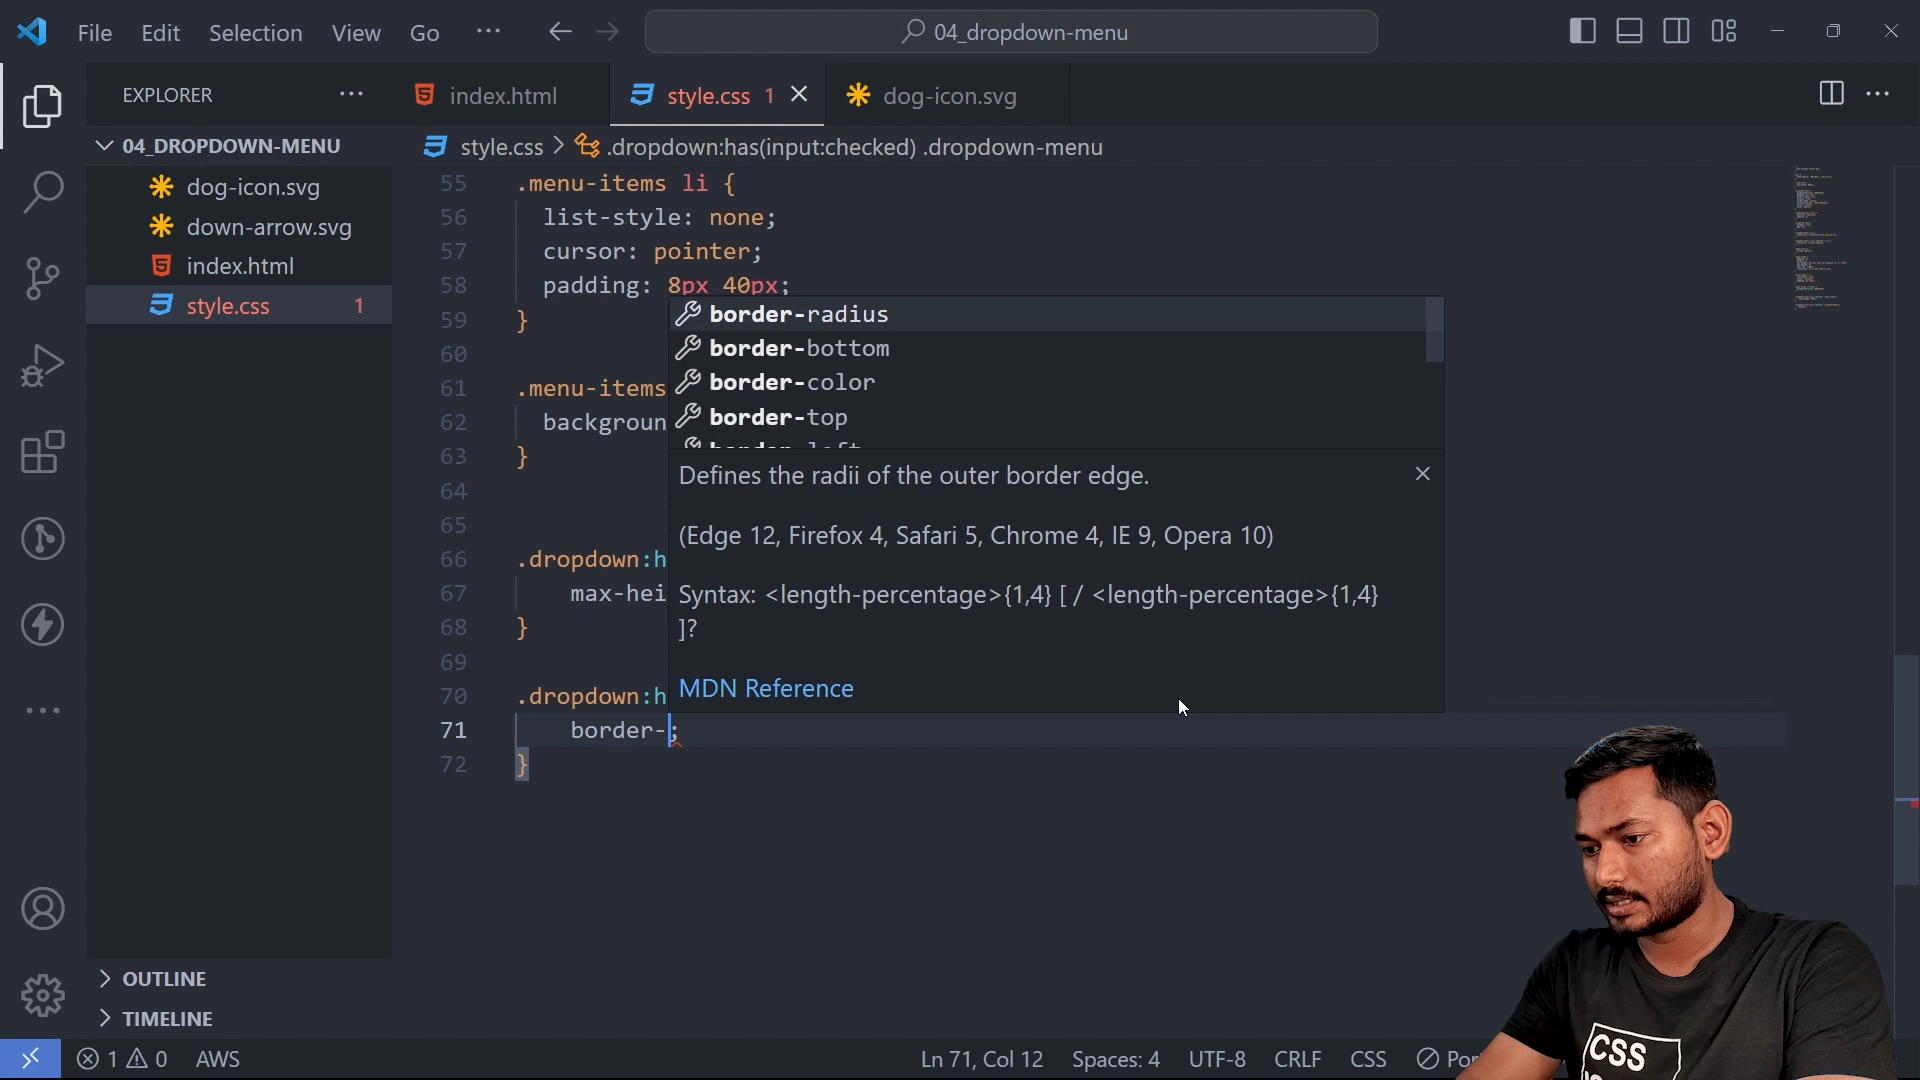 File Edit Selection View Go ··· 04_dropdown-menu
EXPLORER ··· index.html style.css 1 dog-icon.svg
04_DROPDOWN-MENU
style.css > .dropdown:has(input:checked) .dropdown-menu
dog-icon.svg
down-arrow.svg
index.html
style.css 1
55 .menu-items li {
56 list-style: none;
57 cursor: pointer;
58 padding: 8px 40px;
59 }
60
61 .menu-items
62 backgroun
63 }
64
65
66 .dropdown:h
67 max-hei
68 }
69
70 .dropdown:h
71 border-;
72 }
border-radius
border-bottom
border-color
border-top
Defines the radii of the outer border edge.
(Edge 12, Firefox 4, Safari 5, Chrome 4, IE 9, Opera 10)
Syntax: <length-percentage>{1,4} [ / <length-percentage>{1,4}
]?
MDN Reference
OUTLINE
TIMELINE
1 0 AWS Ln 71, Col 12 Spaces: 4 UTF-8 CRLF CSS
CSS